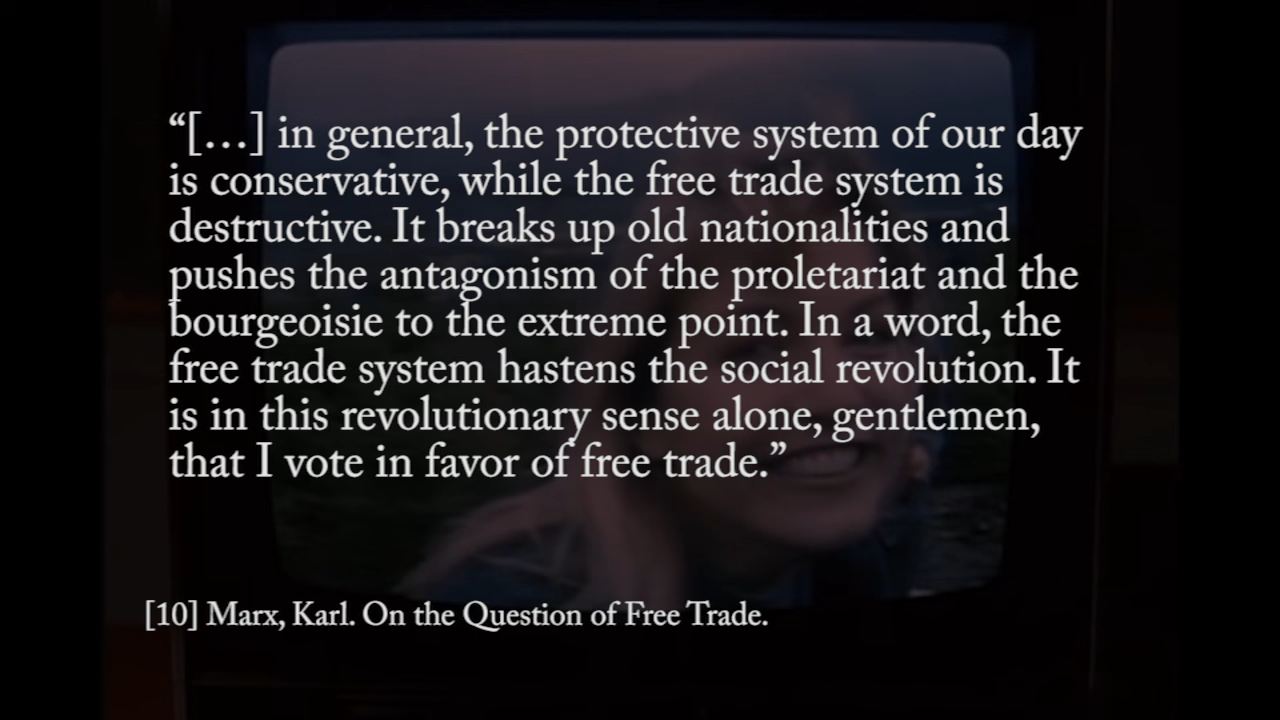 “[…] in general, the protective system of our day
is conservative, while the free trade system is
destructive. It breaks up old nationalities and
pushes the antagonism of the proletariat and the
bourgeoisie to the extreme point. In a word, the
free trade system hastens the social revolution. It
is in this revolutionary sense alone, gentlemen,
that I vote in favor of free trade.”
[10] Marx, Karl. On the Question of Free Trade.